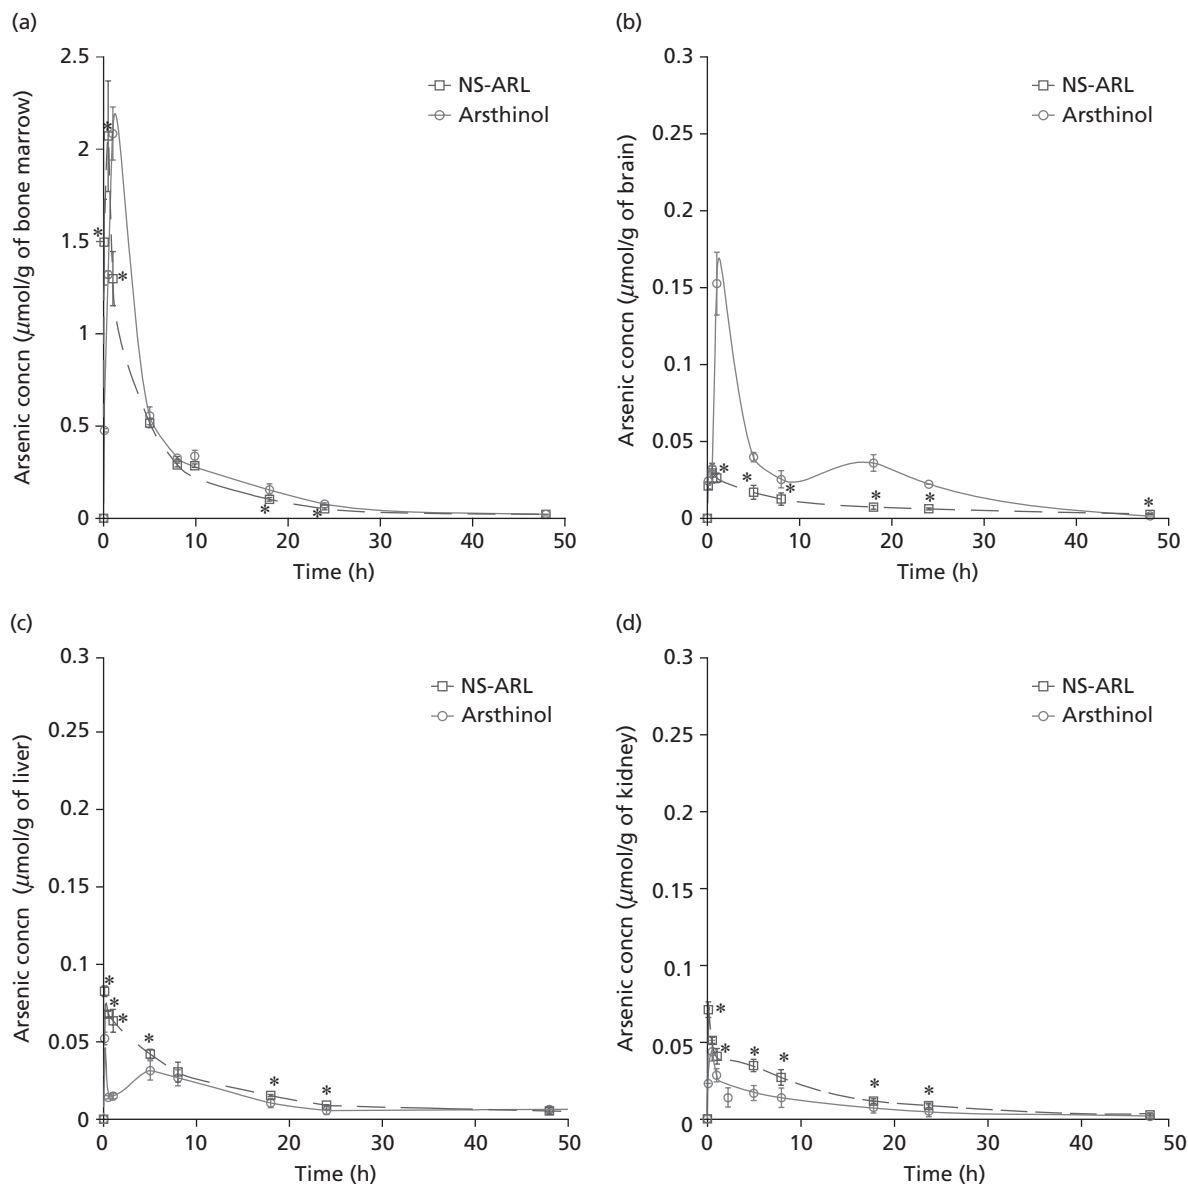 (a)
2.5
2
1.5
1
0.5
0
Arsenic concn (μmol/g of bone marrow)
NS-ARL
Arsthinol
*
*
*
*
*
0 10 20 30 40 50
Time (h)
(b)
0.3
0.25
0.2
0.15
0.1
0.05
0
Arsenic concn (μmol/g of brain)
NS-ARL
Arsthinol
*
*
*
*
*
*
0 10 20 30 40 50
Time (h)
(c)
0.3
0.25
0.2
0.15
0.1
0.05
0
Arsenic concn (μmol/g of liver)
NS-ARL
Arsthinol
*
*
*
*
*
*
0 10 20 30 40 50
Time (h)
(d)
0.3
0.25
0.2
0.15
0.1
0.05
0
Arsenic concn (μmol/g of kidney)
NS-ARL
Arsthinol
*
*
*
*
*
*
0 10 20 30 40 50
Time (h)